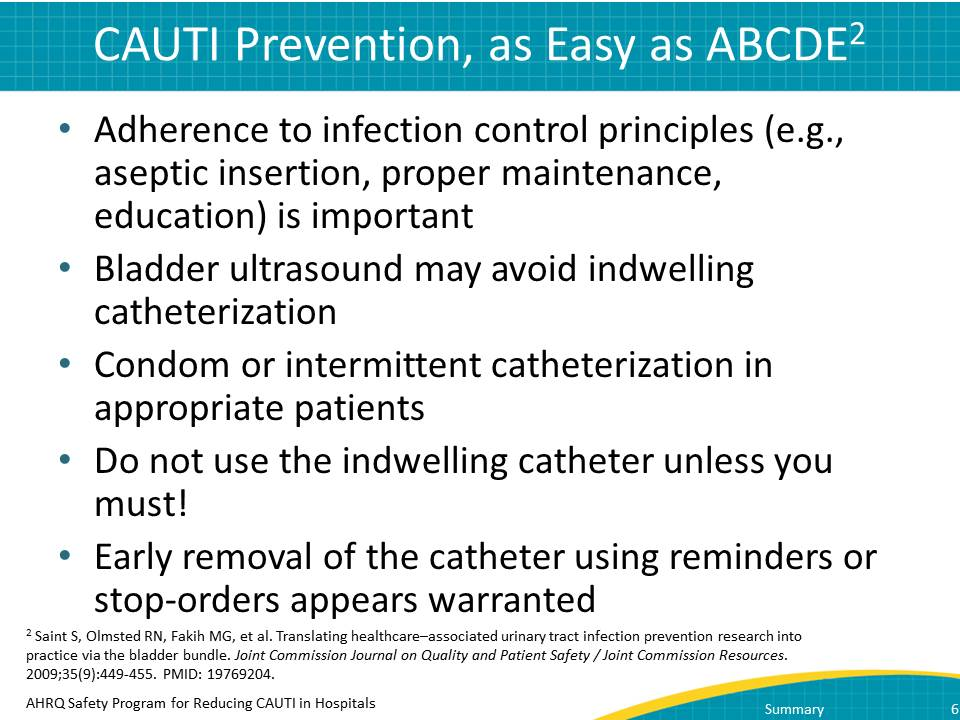 CAUTI Prevention, as Easy as ABCDE²
• Adherence to infection control principles (e.g.,
aseptic insertion, proper maintenance,
education) is important
• Bladder ultrasound may avoid indwelling
catheterization
• Condom or intermittent catheterization in
appropriate patients
• Do not use the indwelling catheter unless you
must!
• Early removal of the catheter using reminders or
stop-orders appears warranted
² Saint S, Olmsted RN, Fakih MG, et al. Translating healthcare–associated urinary tract infection prevention research into
practice via the bladder bundle. Joint Commission Journal on Quality and Patient Safety / Joint Commission Resources.
2009;35(9):449-455. PMID: 19769204.
AHRQ Safety Program for Reducing CAUTI in Hospitals
Summary 6